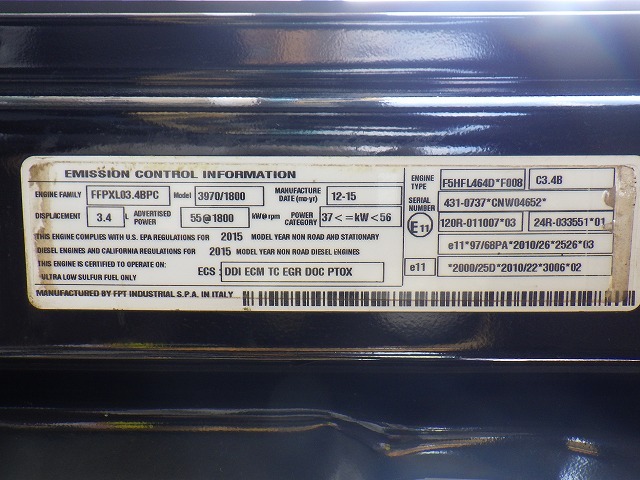 EMISSION CONTROL INFORMATION
ENGINE FAMILY FFPXL03.4BPC Model 3970/1800 MANUFACTURE DATE (mo-yr) 12-15
DISPLACEMENT 3.4 L ADVERTISED POWER 55@1800 kW@rpm POWER CATEGORY 37<=kW<56
THIS ENGINE COMPLIES WITH U.S. EPA REGULATIONS FOR 2015 MODEL YEAR NON ROAD AND STATIONARY
DIESEL ENGINES AND CALIFORNIA REGULATIONS FOR 2015 MODEL YEAR NON ROAD DIESEL ENGINES
THIS ENGINE IS CERTIFIED TO OPERATE ON:
ULTRA LOW SULFUR FUEL ONLY
ECS: DDI ECM TC EGR DOC PTOX
MANUFACTURED BY FPT INDUSTRIAL S.P.A. IN ITALY
ENGINE TYPE F5HFL464D*F008 C3.4B
SERIAL NUMBER 431-0737*CNW04652*
E11 120R-011007*03 24R-033551*01
e11*97/68PA*2010/26*2526*03
e11 *2000/25D*2010/22*3006*02